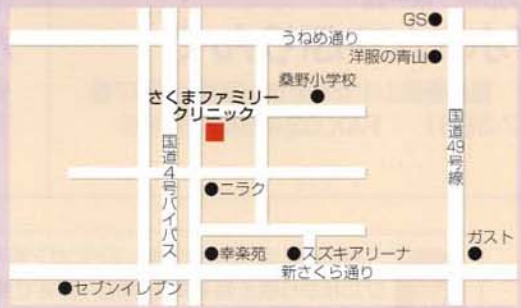 GS
うねめ通り
洋服の青山
桑野小学校
さくまファミリー
クリニック
国道4号バイパス
国道49号線
ニラク
幸楽苑
スズキアリーナ
ガスト
新さくら通り
セブンイレブン